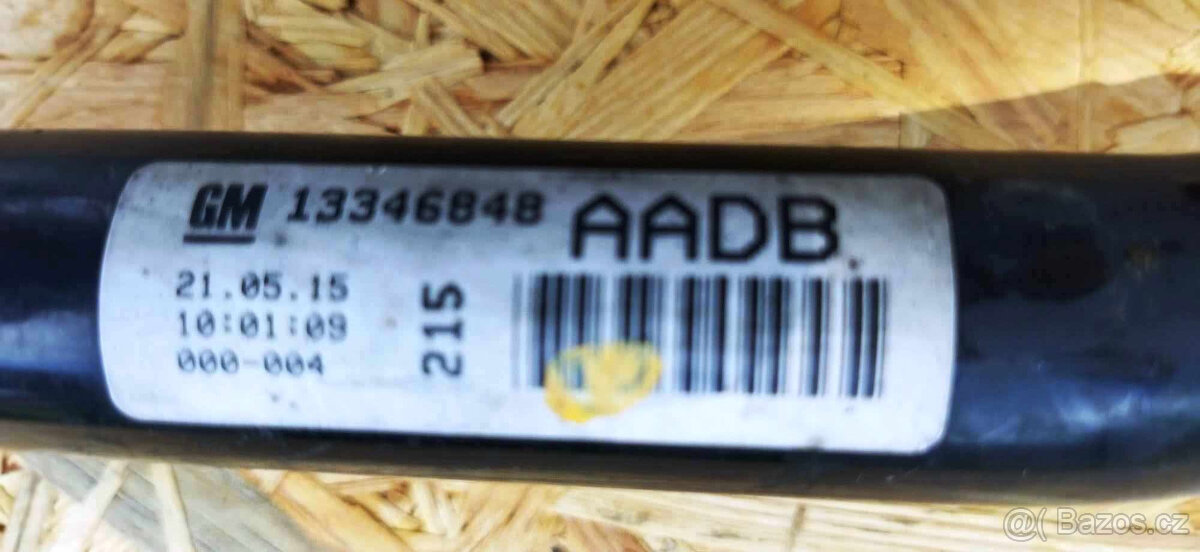 GM 13346848 AADB
21.05.15
10:01:09
000-004
215
@( Bazos.cz